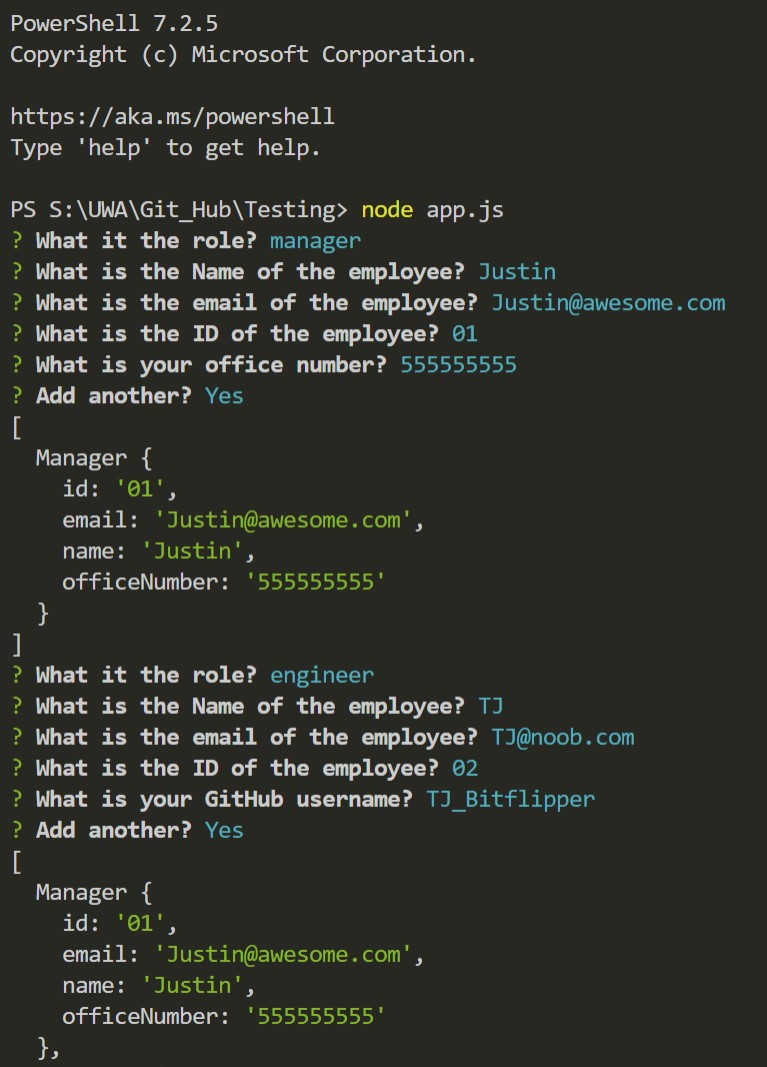 PowerShell 7.2.5
Copyright (c) Microsoft Corporation.
https://aka.ms/powershell
Type 'help' to get help.
PS S:\UWA\Git_Hub\Testing> node app.js
? What it the role? manager
? What is the Name of the employee? Justin
? What is the email of the employee? Justin@awesome.com
? What is the ID of the employee? 01
? What is your office number? 555555555
? Add another? Yes
[
  Manager {
    id: '01',
    email: 'Justin@awesome.com',
    name: 'Justin',
    officeNumber: '555555555'
  }
]
? What it the role? engineer
? What is the Name of the employee? TJ
? What is the email of the employee? TJ@noob.com
? What is the ID of the employee? 02
? What is your GitHub username? TJ_Bitflipper
? Add another? Yes
[
  Manager {
    id: '01',
    email: 'Justin@awesome.com',
    name: 'Justin',
    officeNumber: '555555555'
  },